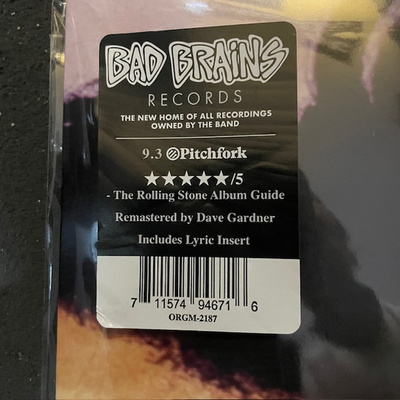 BAD BRAINS
RECORDS
THE NEW HOME OF ALL RECORDINGS
OWNED BY THE BAND
9.3 Pitchfork
★★★★★/5
- The Rolling Stone Album Guide
Remastered by Dave Gardner
Includes Lyric Insert
7 11574 94671 6
ORGM-2187